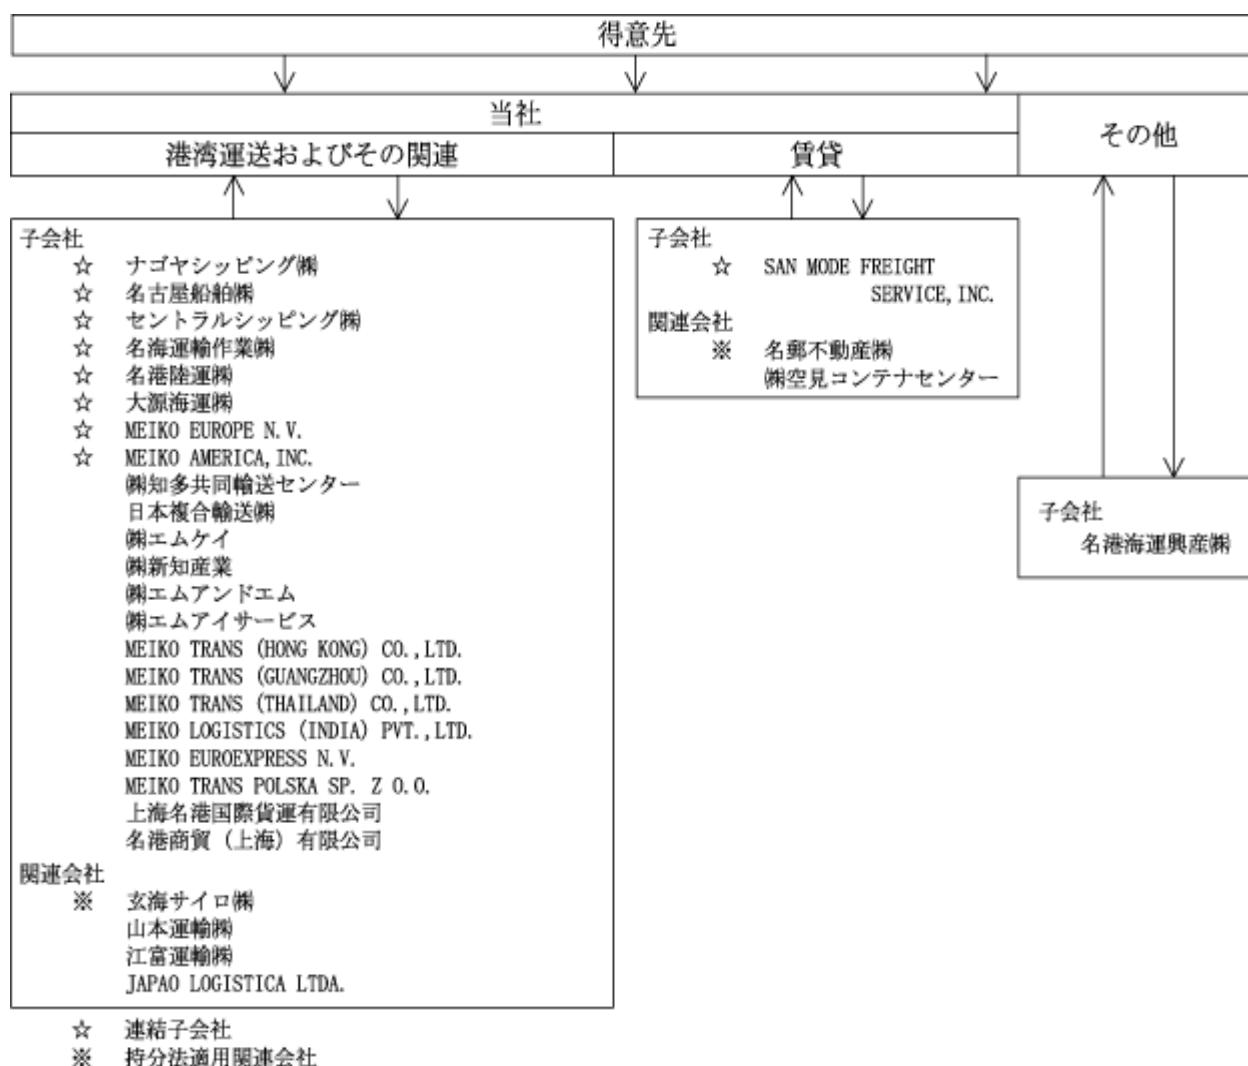 得意先
当社
その他
港湾運送およびその関連
賃貸
子会社
☆ ナゴヤシッピング㈱
☆ 名古屋船舶㈱
☆ セントラルシッピング㈱
☆ 名海運輸作業㈱
☆ 名港陸運㈱
☆ 大源海運㈱
☆ MEIKO EUROPE N.V.
☆ MEIKO AMERICA,INC.
㈱知多共同輸送センター
日本複合輸送㈱
㈱エムケイ
㈱新知産業
㈱エムアンドエム
㈱エムアイサービス
MEIKO TRANS (HONG KONG) CO.,LTD.
MEIKO TRANS (GUANGZHOU) CO.,LTD.
MEIKO TRANS (THAILAND) CO.,LTD.
MEIKO LOGISTICS (INDIA) PVT.,LTD.
MEIKO EUROEXPRESS N.V.
MEIKO TRANS POLSKA SP. Z O.O.
上海名港国際貨運有限公司
名港商貿（上海）有限公司
関連会社
※ 玄海サイロ㈱
山本運輸㈱
江富運輸㈱
JAPAO LOGISTICA LTDA.
子会社
☆ SAN MODE FREIGHT
SERVICE,INC.
関連会社
※ 名郵不動産㈱
㈱空見コンテナセンター
子会社
名港海運興産㈱
☆ 連結子会社
※ 持分法適用関連会社